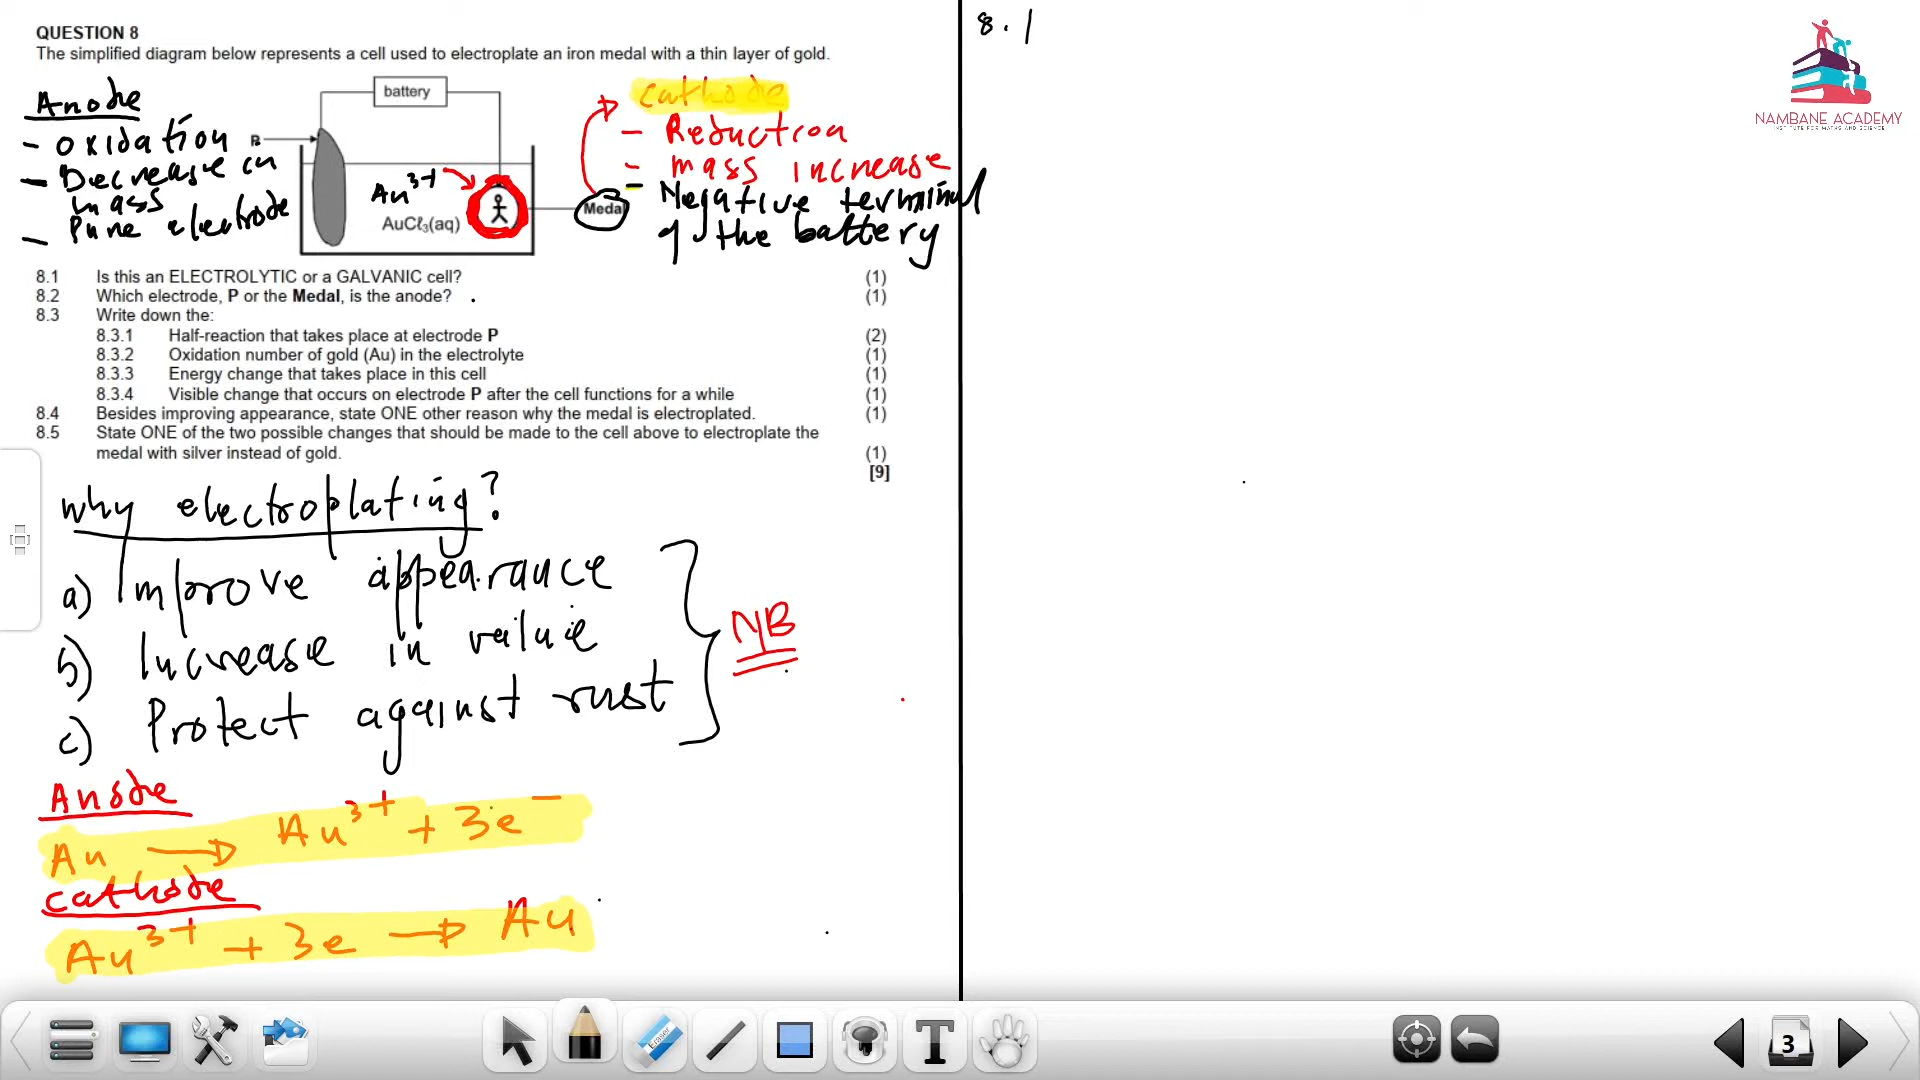 QUESTION 8
The simplified diagram below represents a cell used to electroplate an iron medal with a thin layer of gold.
Anode
- Oxidation
- Decrease in mass
- Pure electrode
battery
P
Au³⁺
AuCℓ₃(aq)
Medal
Cathode
- Reduction
- mass increase
- Negative terminal
of the battery
8.1 Is this an ELECTROLYTIC or a GALVANIC cell? (1)
8.2 Which electrode, P or the Medal, is the anode? (1)
8.3 Write down the:
8.3.1 Half-reaction that takes place at electrode P (2)
8.3.2 Oxidation number of gold (Au) in the electrolyte (1)
8.3.3 Energy change that takes place in this cell (1)
8.3.4 Visible change that occurs on electrode P after the cell functions for a while (1)
8.4 Besides improving appearance, state ONE other reason why the medal is electroplated. (1)
8.5 State ONE of the two possible changes that should be made to the cell above to electroplate the
medal with silver instead of gold. (1)
[9]
Why electroplating?
a) Improve appearance
b) Increase in value
c) Protect against rust
NB
Anode
Au → Au³⁺ + 3e⁻
Cathode
Au³⁺ + 3e → Au
8.1
NAMBANE ACADEMY
INSTITUTE FOR MATHS AND SCIENCE
Eraser
T
3